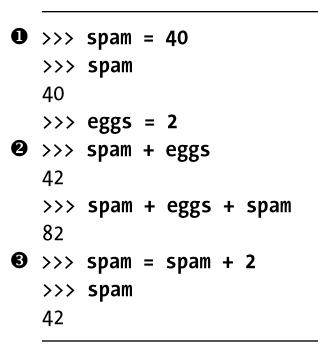 ❶ >>> spam = 40
>>> spam
40
>>> eggs = 2
❷ >>> spam + eggs
42
>>> spam + eggs + spam
82
❸ >>> spam = spam + 2
>>> spam
42